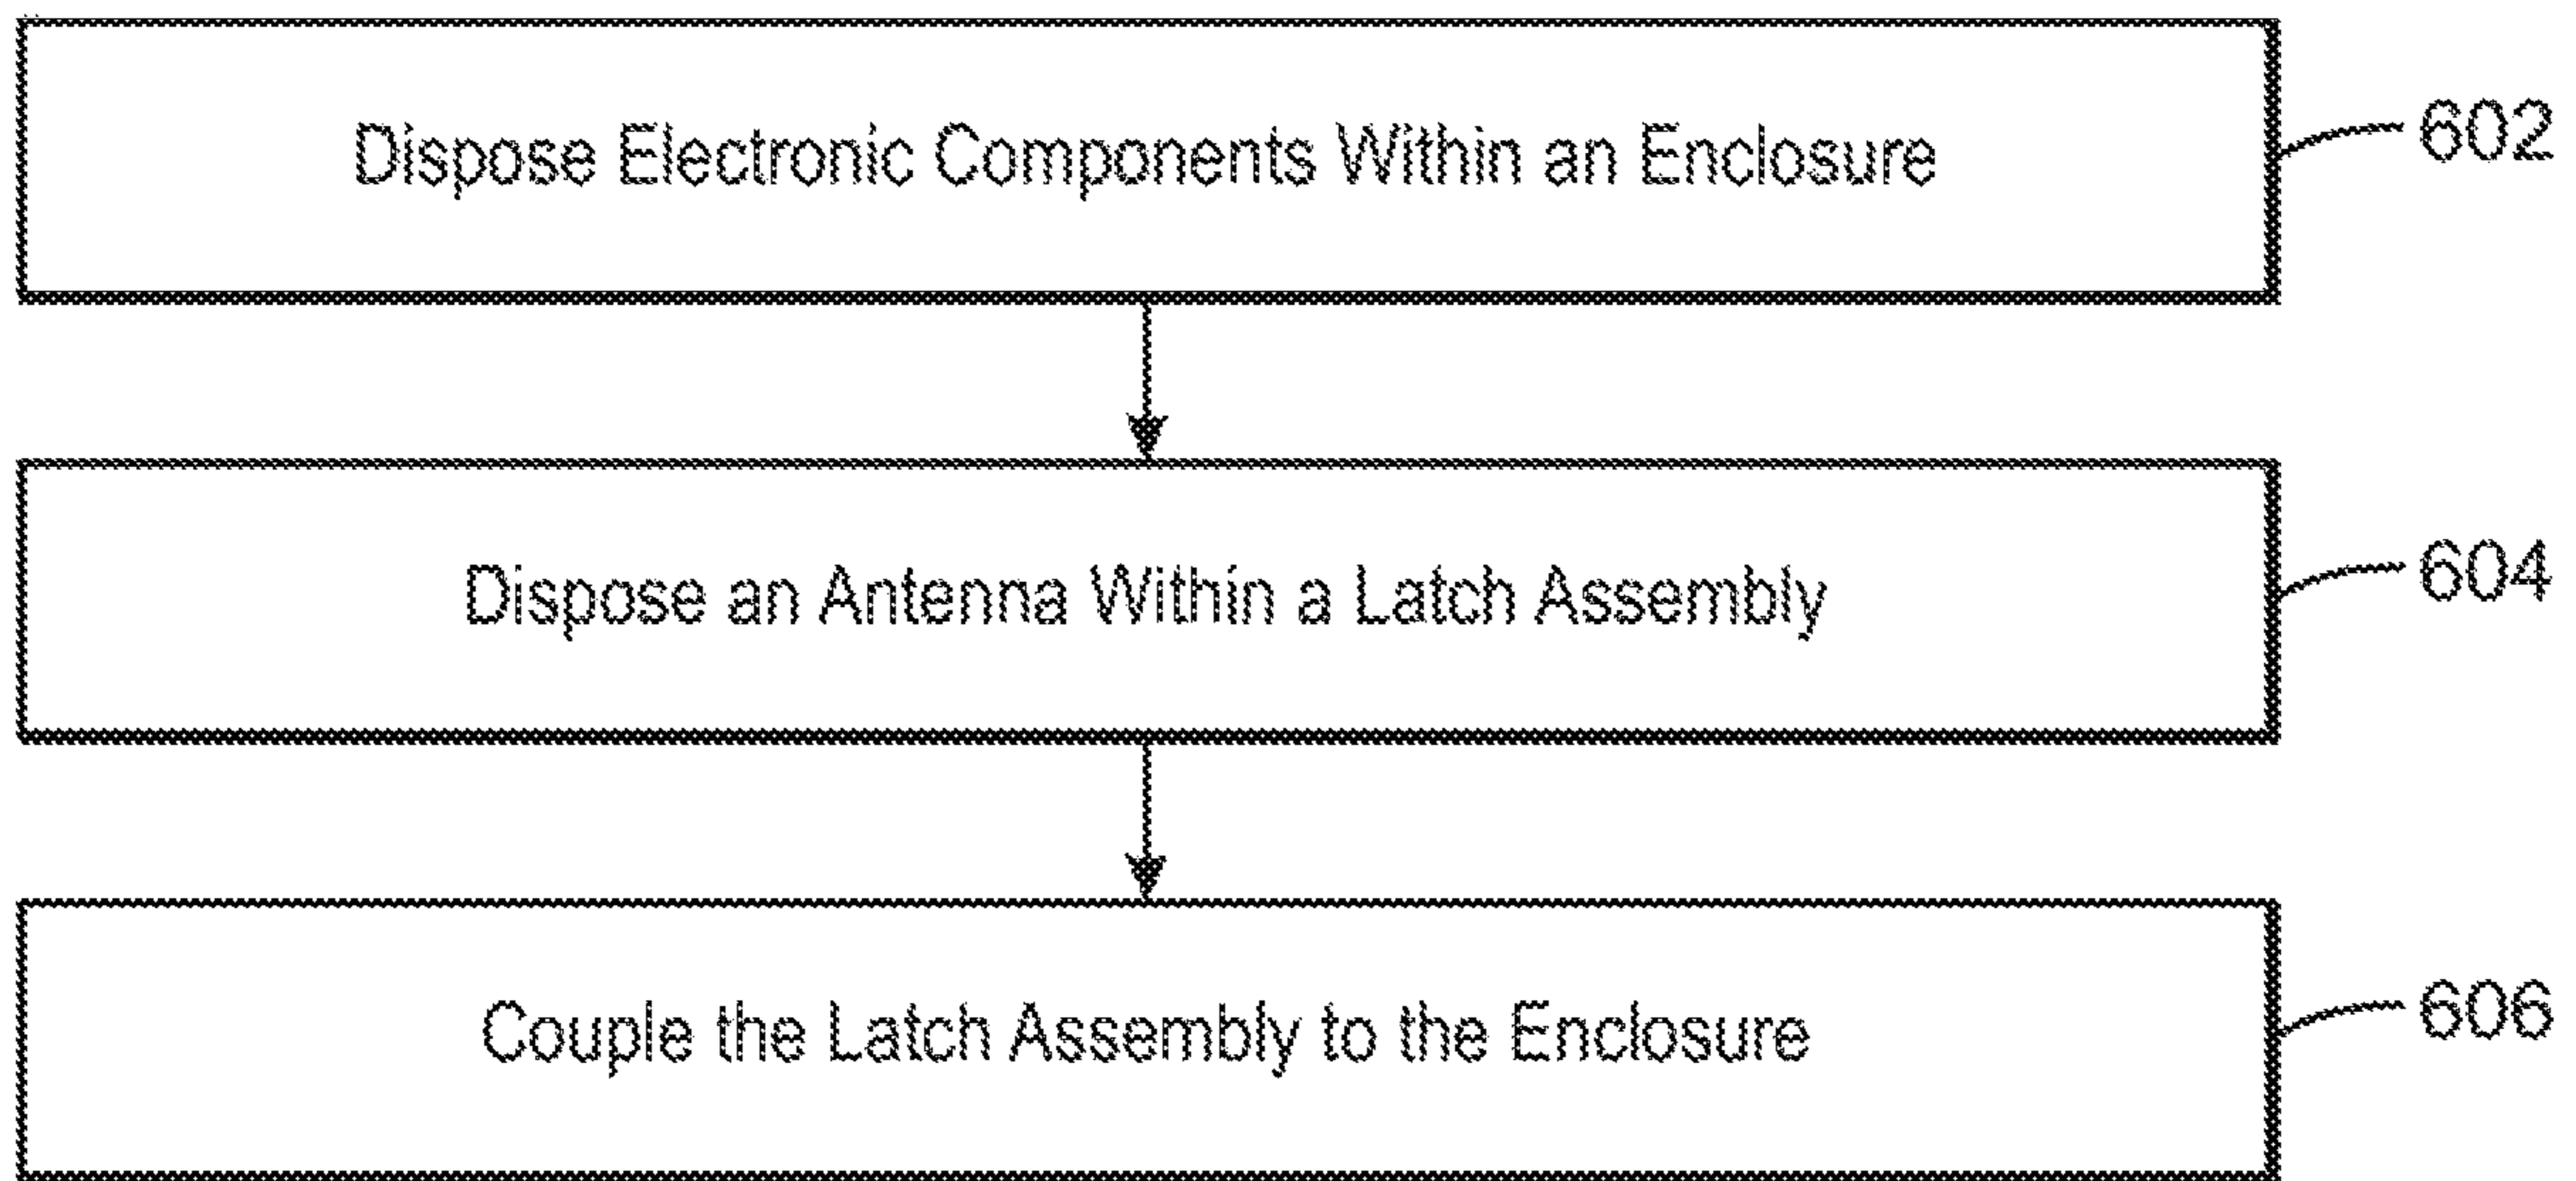 Dispose Electronic Components Within an Enclosure
602
Dispose an Antenna Within a Latch Assembly
604
Couple the Latch Assembly to the Enclosure
606